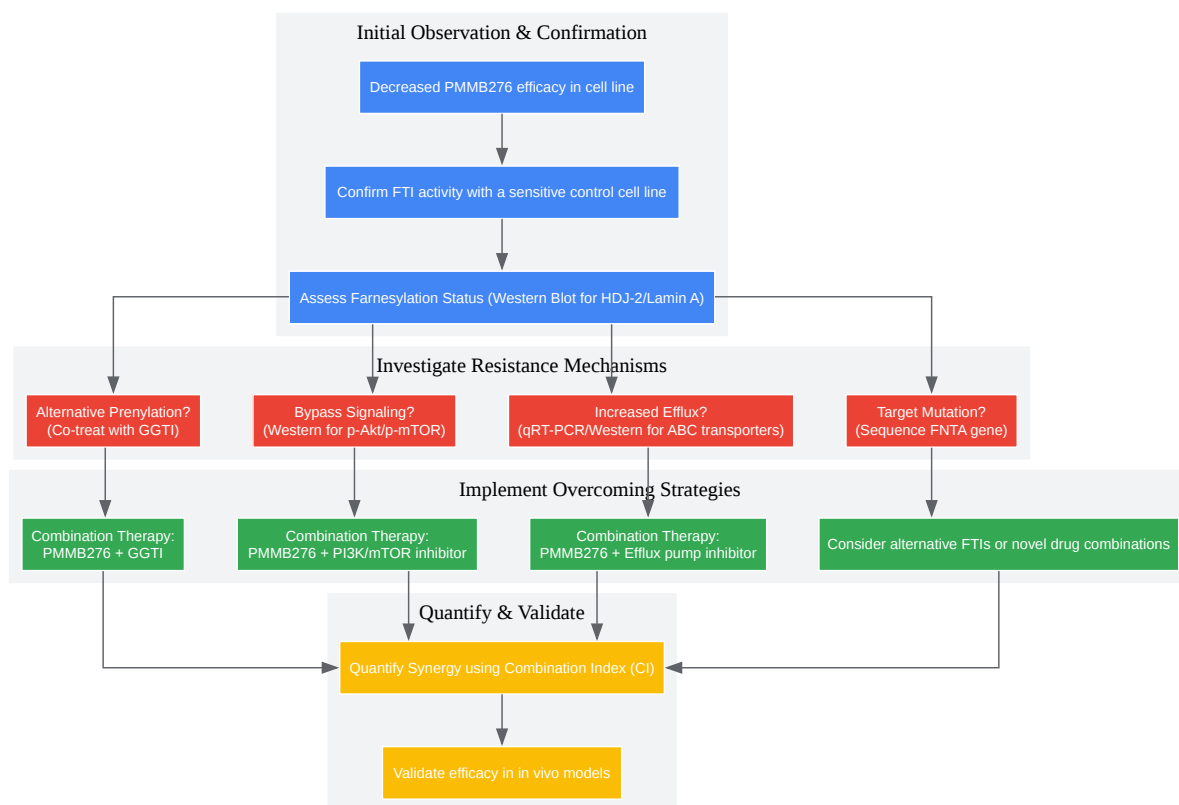 Initial Observation & Confirmation
Decreased PMMB276 efficacy in cell line
Confirm FTI activity with a sensitive control cell line
Assess Farnesylation Status (Western Blot for HDJ-2/Lamin A)
Investigate Resistance Mechanisms
Alternative Prenylation?
(Co-treat with GGTI)
Bypass Signaling?
(Western for p-Akt/p-mTOR)
Increased Efflux?
(qRT-PCR/Western for ABC transporters)
Target Mutation?
(Sequence FNTA gene)
Implement Overcoming Strategies
Combination Therapy:
PMMB276 + GGTI
Combination Therapy:
PMMB276 + PI3K/mTOR inhibitor
Combination Therapy:
PMMB276 + Efflux pump inhibitor
Consider alternative FTIs or novel drug combinations
Quantify & Validate
Quantify Synergy using Combination Index (CI)
Validate efficacy in in vivo models